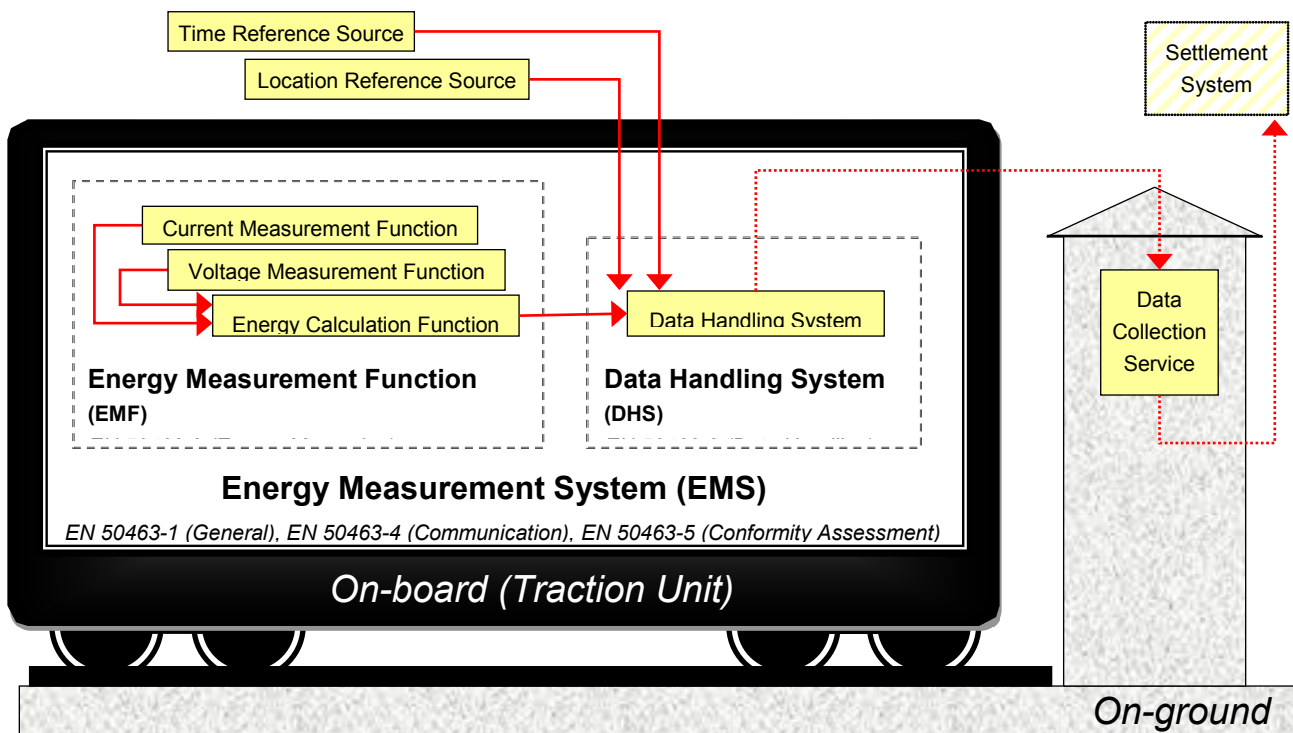 Time Reference Source
Location Reference Source
Settlement
System
Current Measurement Function
Voltage Measurement Function
Energy Calculation Function
Data Handling System
Data
Collection
Service
Energy Measurement Function
(EMF)
Data Handling System
(DHS)
Energy Measurement System (EMS)
EN 50463-1 (General), EN 50463-4 (Communication), EN 50463-5 (Conformity Assessment)
On-board (Traction Unit)
On-ground